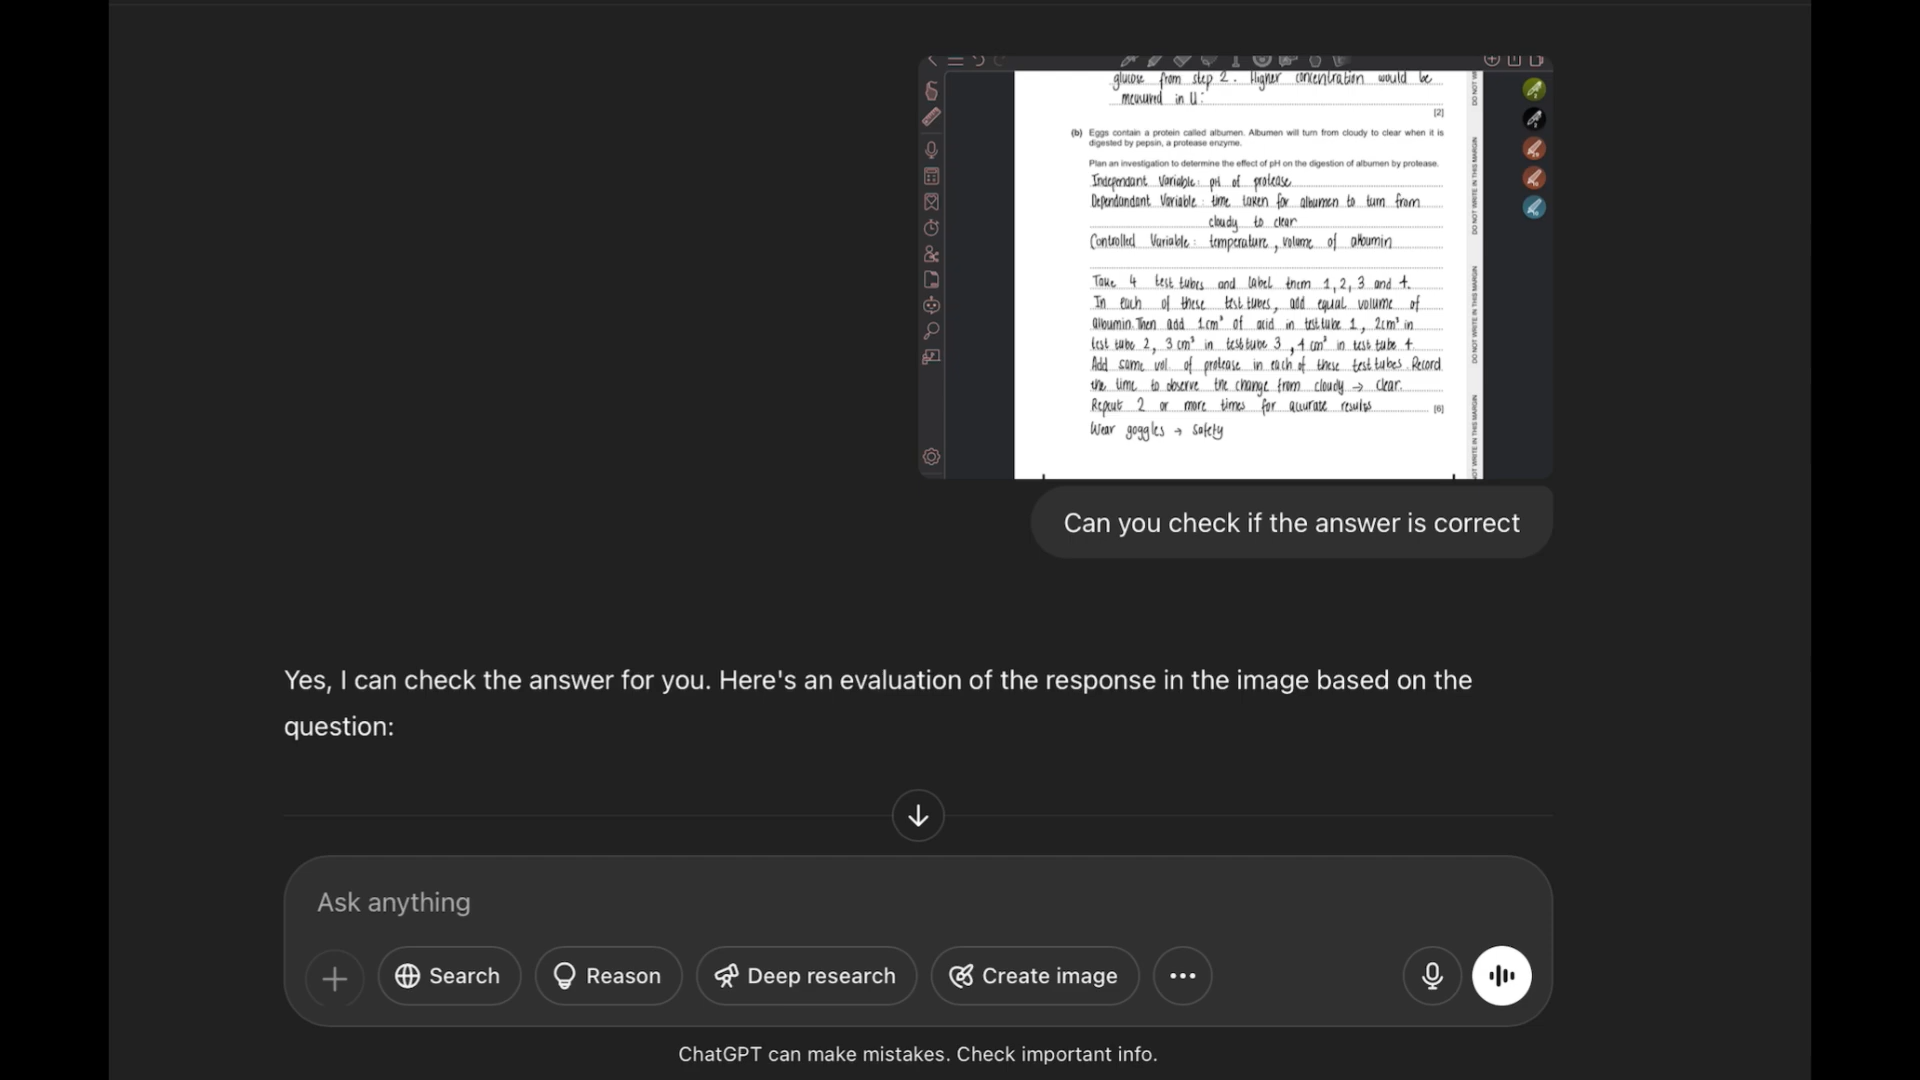 glucose from step 2. Higher concentration would be
measured in U:
[2]
(b) Eggs contain a protein called albumen. Albumen will turn from cloudy to clear when it is
digested by pepsin, a protease enzyme.
Plan an investigation to determine the effect of pH on the digestion of albumen by protease.
Independant Variable: pH of protease
Dependandant Variable: time taken for albumen to turn from
cloudy to clear
Controlled Variable: temperature, volume of albumin
Take 4 test tubes and label them 1, 2, 3 and 4.
In each of these test tubes, add equal volume of
albumin. Then add 1cm³ of acid in test tube 1, 2cm³ in
test tube 2, 3 cm³ in test tube 3, 4 cm³ in test tube 4.
Add same vol. of protease in each of these test tubes. Record
the time to observe the change from cloudy → clear.
Repeat 2 or more times for accurate results [6]
Wear goggles → safety
DO NOT W
DO NOT WRITE IN THIS MARGIN
DO NOT WRITE IN THIS MARGIN
NOT WRITE IN THIS MARGIN
Can you check if the answer is correct
Yes, I can check the answer for you. Here's an evaluation of the response in the image based on the
question:
Ask anything
Search
Reason
Deep research
Create image
ChatGPT can make mistakes. Check important info.